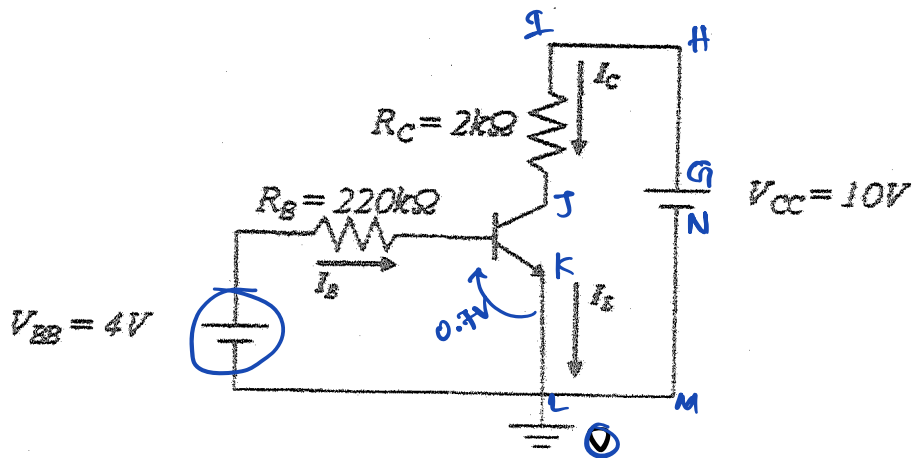 I H
I_C
R_C = 2kΩ
G
V_CC = 10V
R_B = 220kΩ
J
N
K
I_B
I_E
0.7V
V_BB = 4V
L M
0